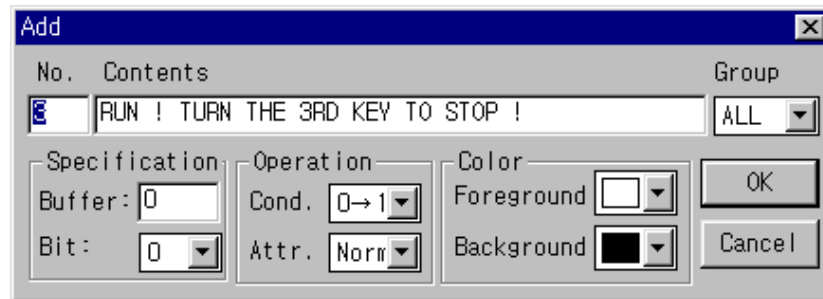 Add
No. Contents Group
3 RUN ! TURN THE 3RD KEY TO STOP ! ALL
Specification Operation Color
Buffer: 0 Cond. 0→1 Foreground OK
Bit: 0 Attr. Norm Background Cancel